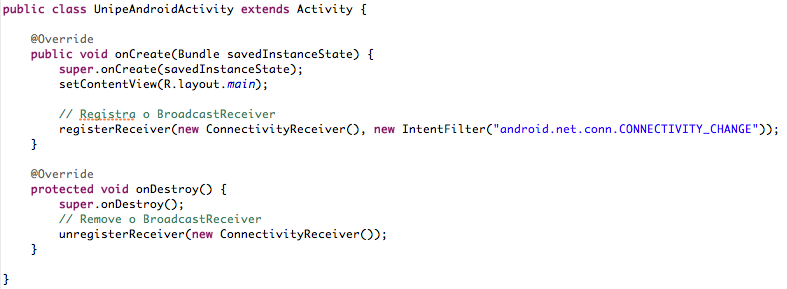 public class UnipeAndroidActivity extends Activity {
@Override
public void onCreate(Bundle savedInstanceState) {
super.onCreate(savedInstanceState);
setContentView(R.layout.main);
// Registra o BroadcastReceiver
registerReceiver(new ConnectivityReceiver(), new IntentFilter("android.net.conn.CONNECTIVITY_CHANGE"));
}
@Override
protected void onDestroy() {
super.onDestroy();
// Remove o BroadcastReceiver
unregisterReceiver(new ConnectivityReceiver());
}
}